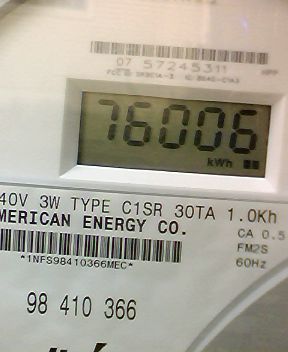 07 57245311
76006
kWh
40V 3W TYPE C1SR 30TA 1.0Kh
MERICAN ENERGY CO.
CA 0.5
FM2S
*1NFS98410366MEC*
60Hz
98 410 366